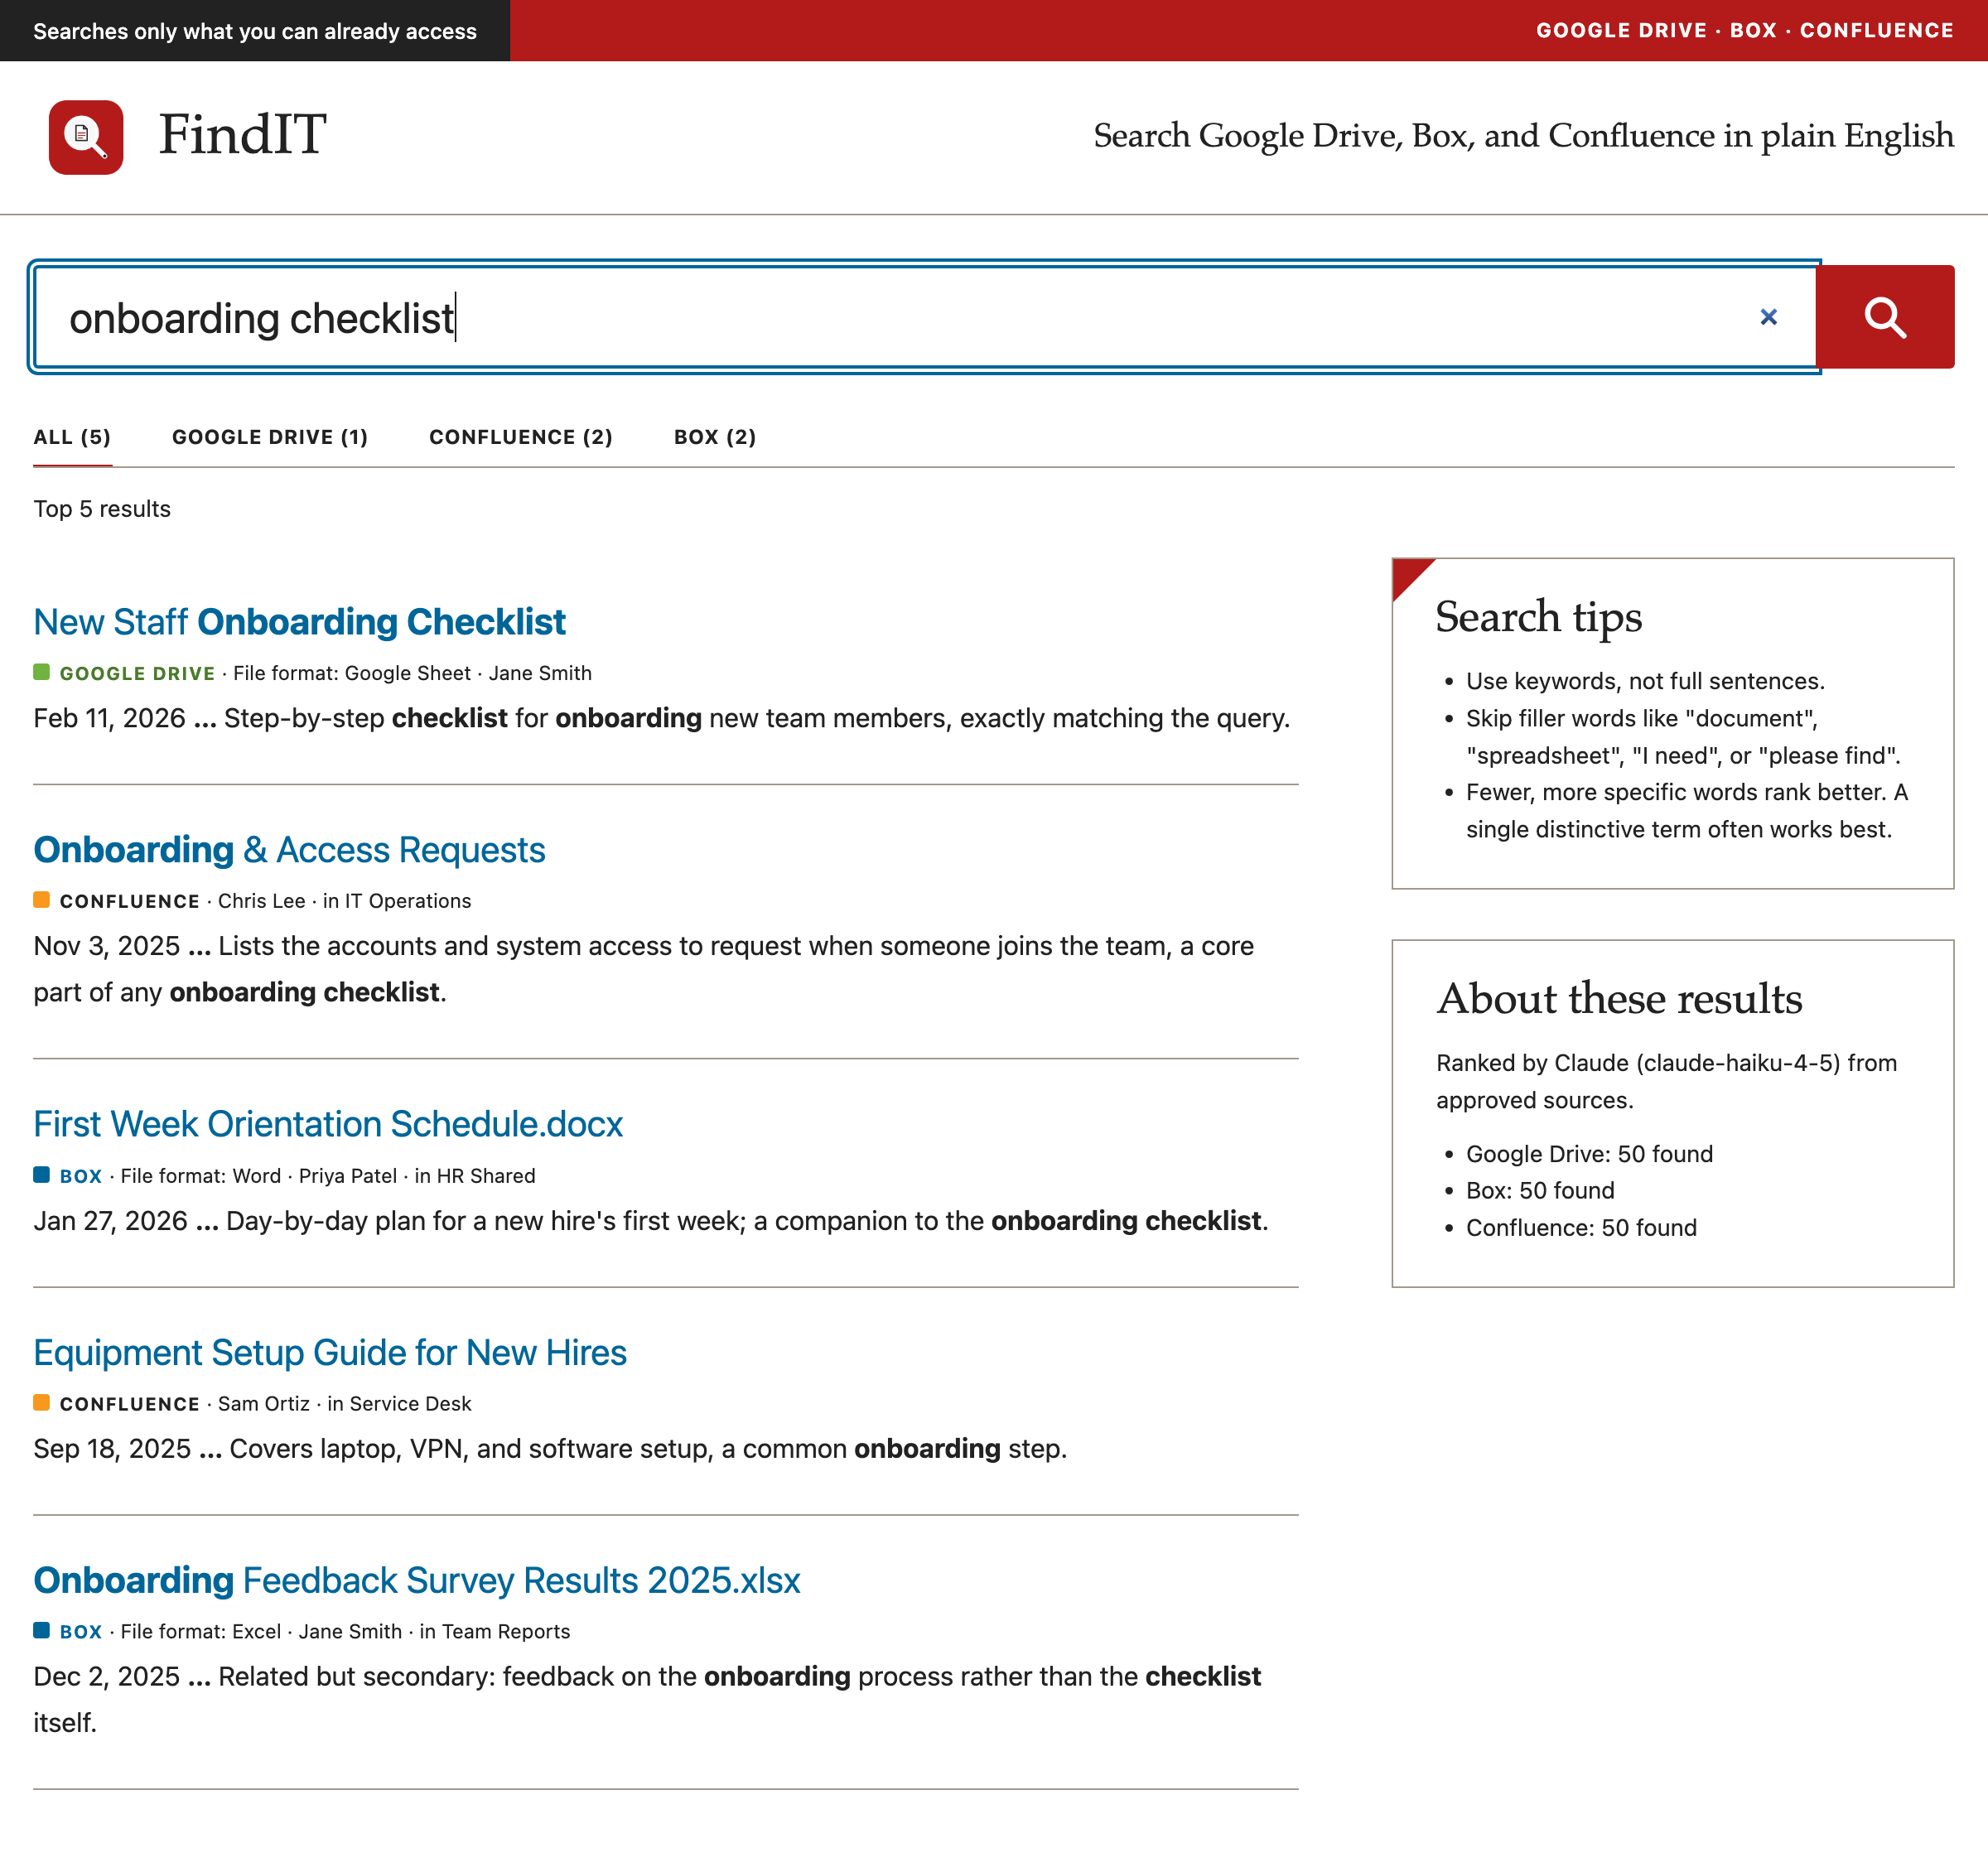 Searches only what you can already access
GOOGLE DRIVE · BOX · CONFLUENCE
FindIT
Search Google Drive, Box, and Confluence in plain English
onboarding checklist
×
ALL (5)
GOOGLE DRIVE (1)
CONFLUENCE (2)
BOX (2)
Top 5 results
New Staff Onboarding Checklist
GOOGLE DRIVE · File format: Google Sheet · Jane Smith
Feb 11, 2026 ... Step-by-step checklist for onboarding new team members, exactly matching the query.
Onboarding & Access Requests
CONFLUENCE · Chris Lee · in IT Operations
Nov 3, 2025 ... Lists the accounts and system access to request when someone joins the team, a core
part of any onboarding checklist.
First Week Orientation Schedule.docx
BOX · File format: Word · Priya Patel · in HR Shared
Jan 27, 2026 ... Day-by-day plan for a new hire's first week; a companion to the onboarding checklist.
Equipment Setup Guide for New Hires
CONFLUENCE · Sam Ortiz · in Service Desk
Sep 18, 2025 ... Covers laptop, VPN, and software setup, a common onboarding step.
Onboarding Feedback Survey Results 2025.xlsx
BOX · File format: Excel · Jane Smith · in Team Reports
Dec 2, 2025 ... Related but secondary: feedback on the onboarding process rather than the checklist
itself.
Search tips
• Use keywords, not full sentences.
• Skip filler words like "document",
"spreadsheet", "I need", or "please find".
• Fewer, more specific words rank better. A
single distinctive term often works best.
About these results
Ranked by Claude (claude-haiku-4-5) from
approved sources.
• Google Drive: 50 found
• Box: 50 found
• Confluence: 50 found